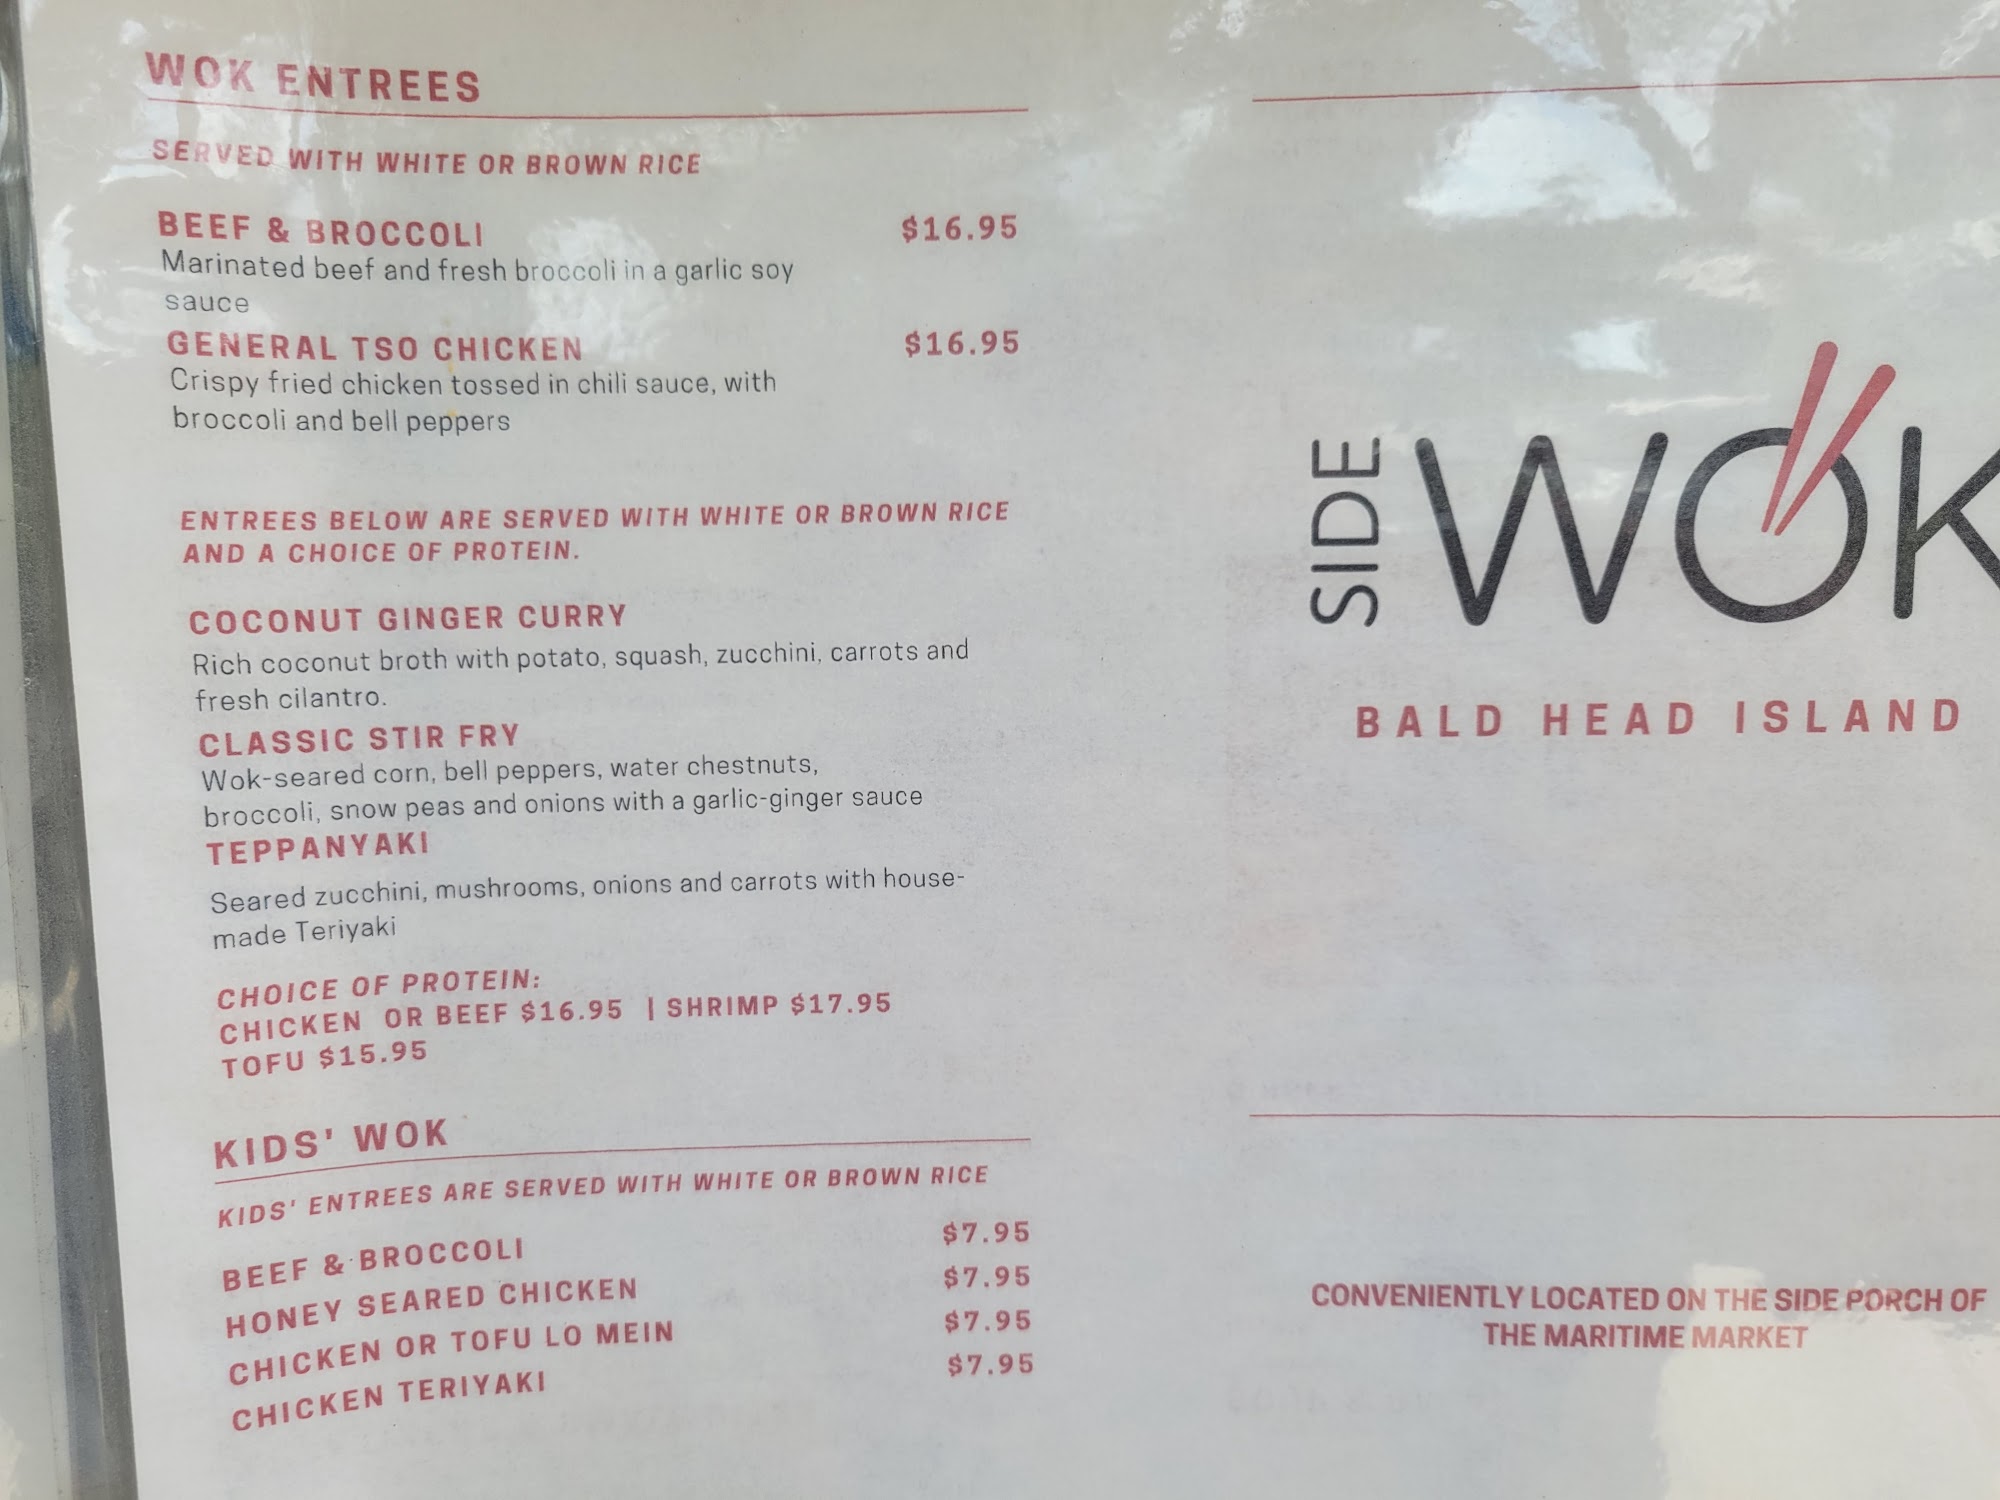 WOK ENTREES
SERVED WITH WHITE OR BROWN RICE
BEEF & BROCCOLI $16.95
Marinated beef and fresh broccoli in a garlic soy
sauce
GENERAL TSO CHICKEN $16.95
Crispy fried chicken tossed in chili sauce, with
broccoli and bell peppers
ENTREES BELOW ARE SERVED WITH WHITE OR BROWN RICE
AND A CHOICE OF PROTEIN.
COCONUT GINGER CURRY
Rich coconut broth with potato, squash, zucchini, carrots and
fresh cilantro.
CLASSIC STIR FRY
Wok-seared corn, bell peppers, water chestnuts,
broccoli, snow peas and onions with a garlic-ginger sauce
TEPPANYAKI
Seared zucchini, mushrooms, onions and carrots with house-
made Teriyaki
CHOICE OF PROTEIN:
CHICKEN OR BEEF $16.95 | SHRIMP $17.95
TOFU $15.95
KIDS' WOK
KIDS' ENTREES ARE SERVED WITH WHITE OR BROWN RICE
BEEF & BROCCOLI $7.95
HONEY SEARED CHICKEN $7.95
CHICKEN OR TOFU LO MEIN $7.95
CHICKEN TERIYAKI $7.95
SIDE WOK
BALD HEAD ISLAND
CONVENIENTLY LOCATED ON THE SIDE PORCH OF
THE MARITIME MARKET